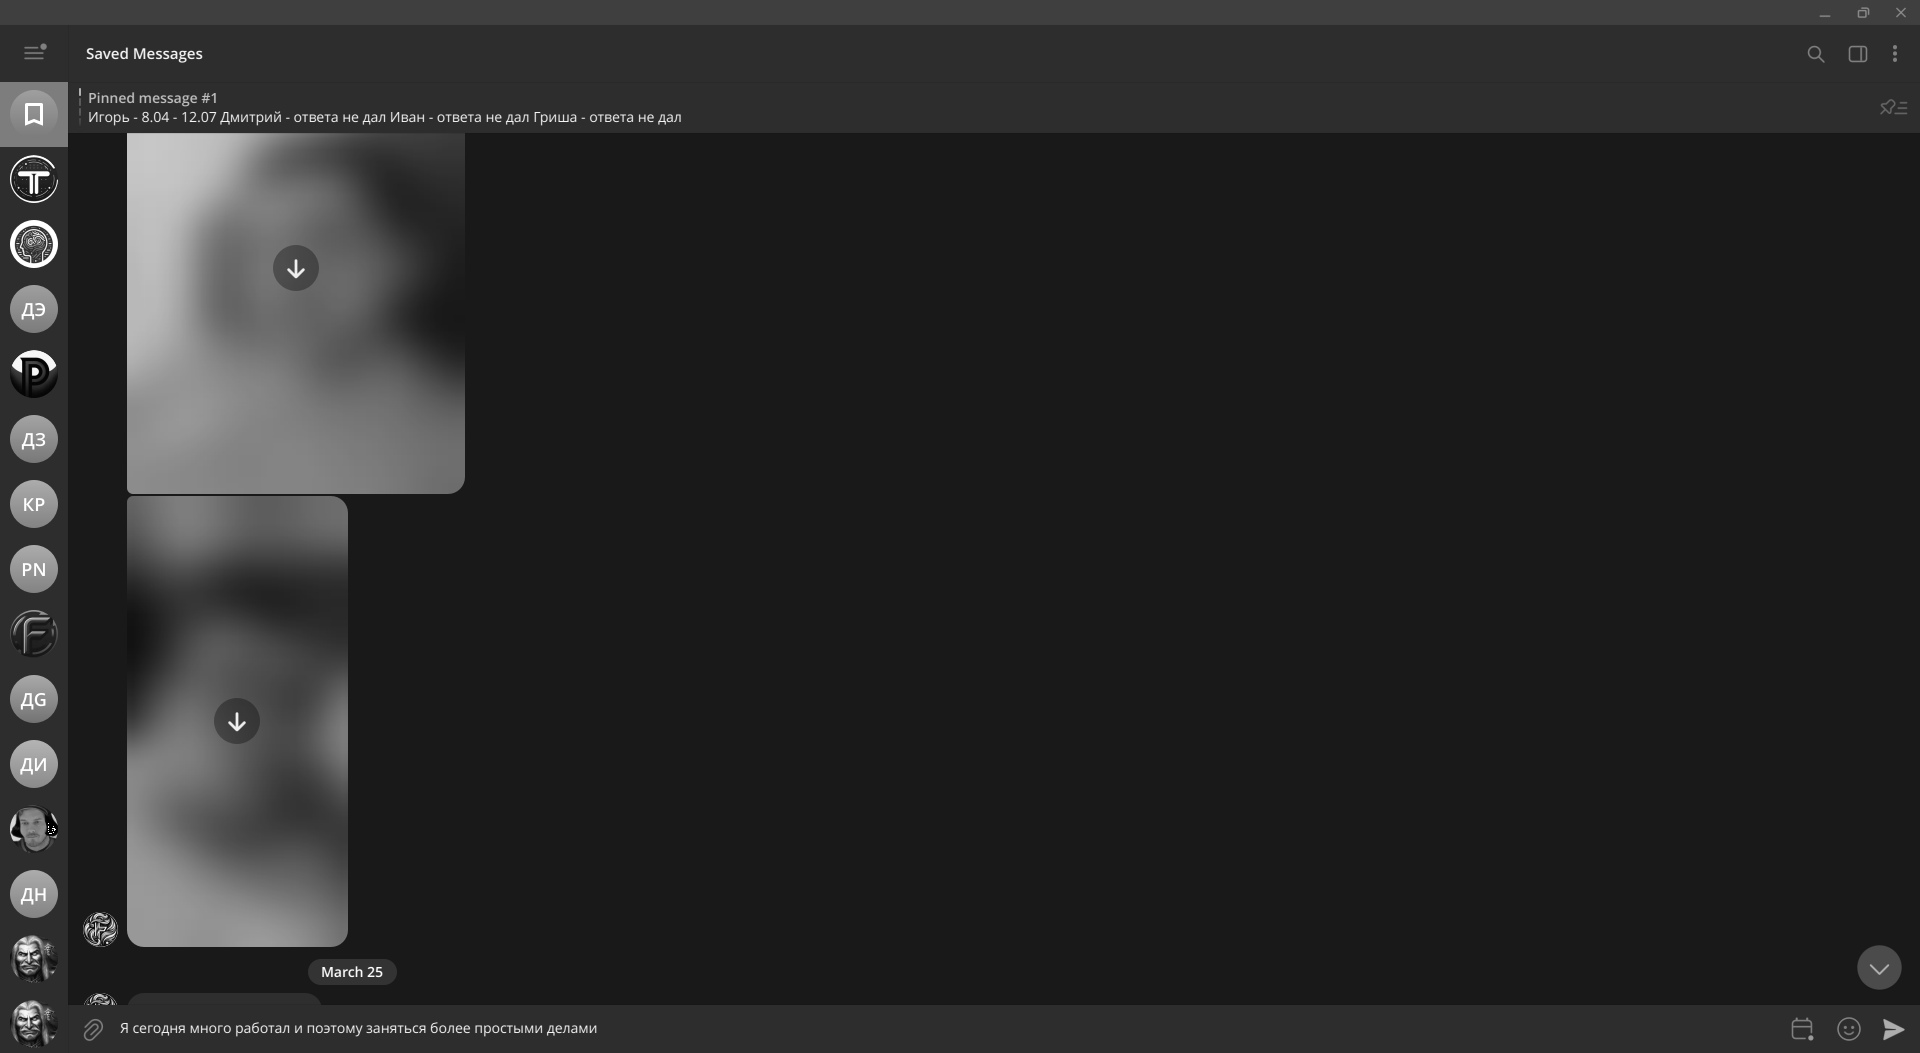 Saved Messages
Pinned message #1
Игорь - 8.04 - 12.07 Дмитрий - ответа не дал Иван - ответа не дал Гриша - ответа не дал
ДЭ
ДЗ
КР
PN
ДG
ДИ
ДН
March 25
Я сегодня много работал и поэтому заняться более простыми делами